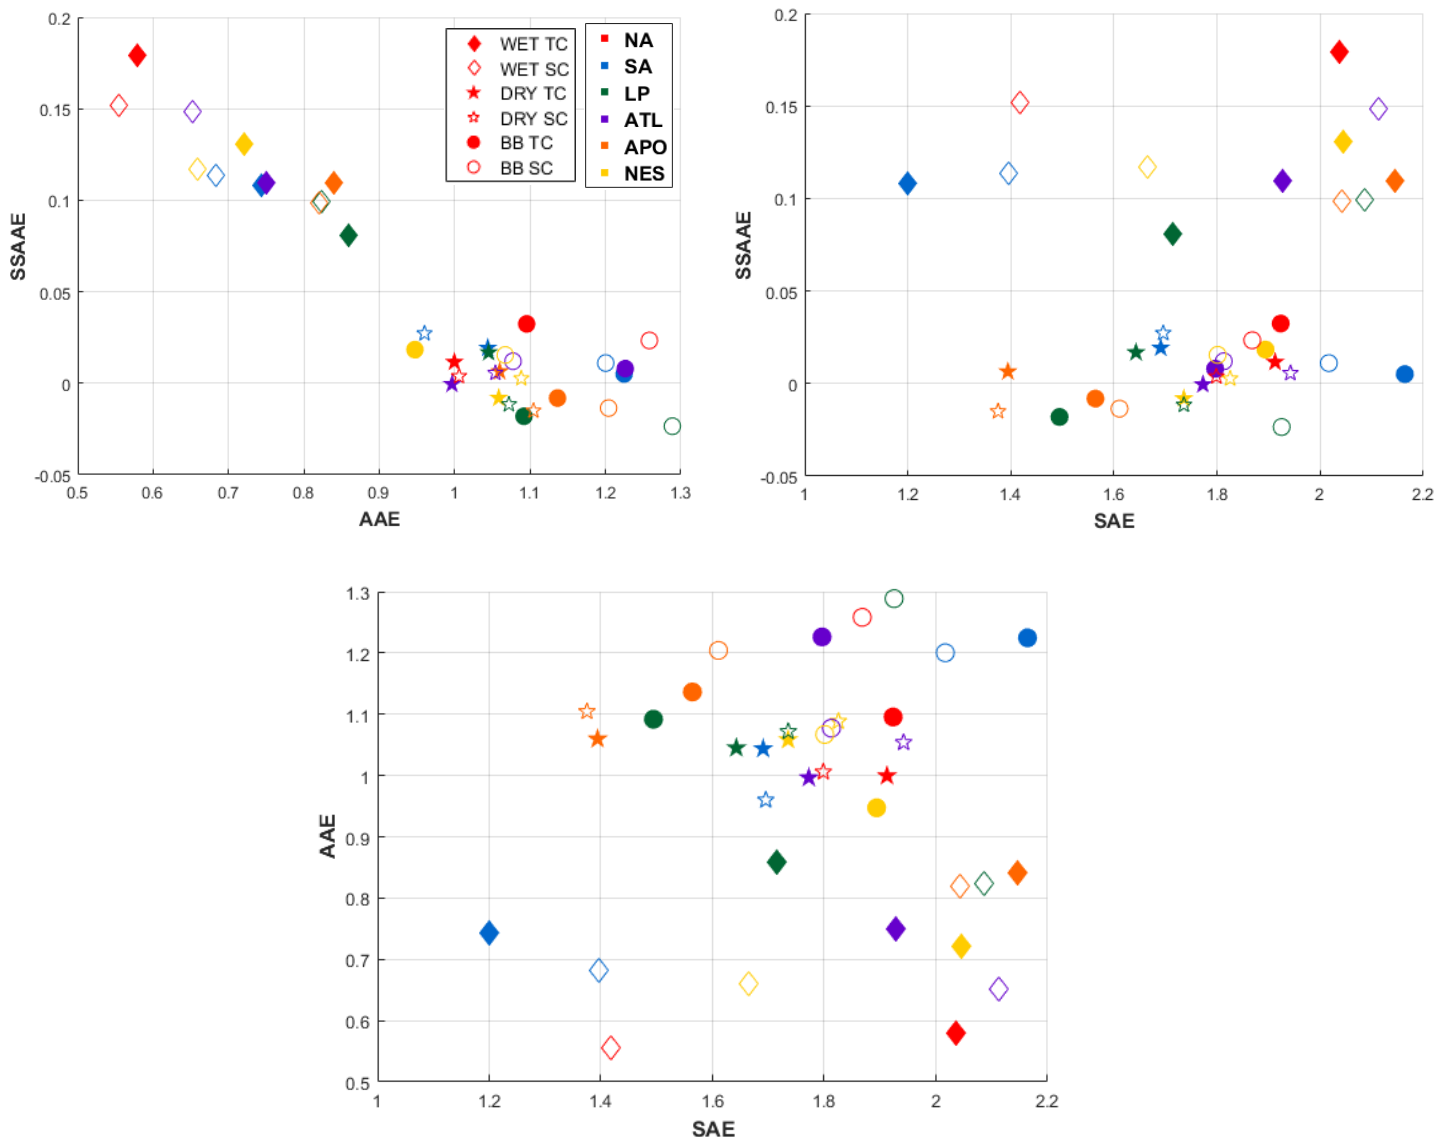 0.2
0.15
0.1
0.05
0
-0.05
SSAAE
0.5 0.6 0.7 0.8 0.9 1 1.1 1.2 1.3
AAE
WET TC
WET SC
DRY TC
DRY SC
BB TC
BB SC
NA
SA
LP
ATL
APO
NES
0.2
0.15
0.1
0.05
0
-0.05
SSAAE
1 1.2 1.4 1.6 1.8 2 2.2
SAE
1.3
1.2
1.1
1
0.9
0.8
0.7
0.6
0.5
AAE
1 1.2 1.4 1.6 1.8 2 2.2
SAE